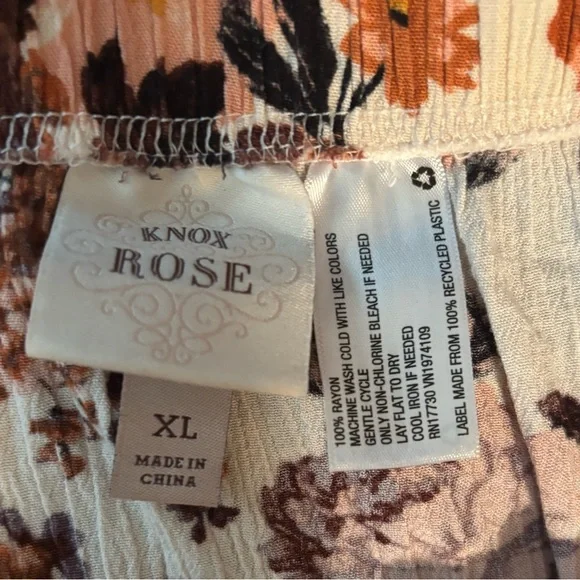 KNOX
ROSE
XL
MADE IN
CHINA
100% RAYON
MACHINE WASH COLD WITH LIKE COLORS
GENTLE CYCLE
ONLY NON-CHLORINE BLEACH IF NEEDED
LAY FLAT TO DRY
COOL IRON IF NEEDED
RN17730 VN1974109
LABEL MADE FROM 100% RECYCLED PLASTIC